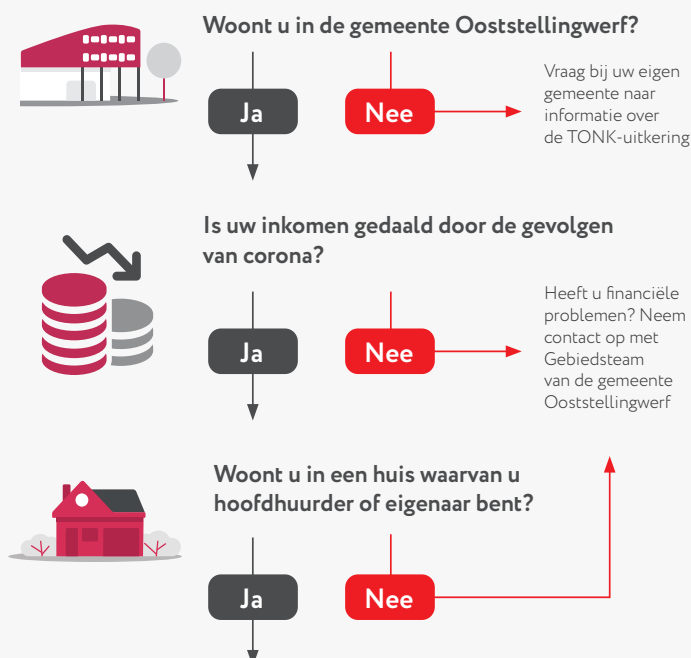 Woont u in de gemeente Ooststellingwerf?
Ja
Nee
Vraag bij uw eigen
gemeente naar
informatie over
de TONK-uitkering
Is uw inkomen gedaald door de gevolgen
van corona?
Ja
Nee
Heeft u financiële
problemen? Neem
contact op met
Gebiedsteam
van de gemeente
Ooststellingwerf
Woont u in een huis waarvan u
hoofdhuurder of eigenaar bent?
Ja
Nee